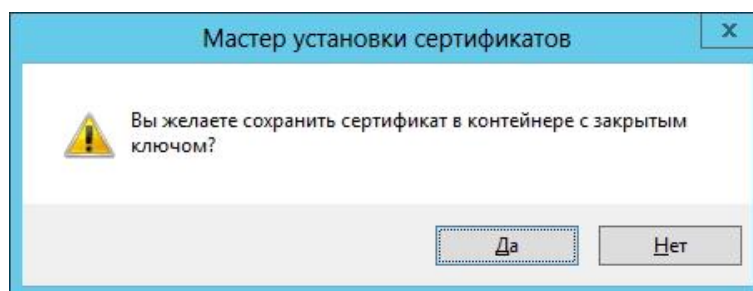 Мастер установки сертификатов
x
Вы желаете сохранить сертификат в контейнере с закрытым
ключом?
Да
Нет